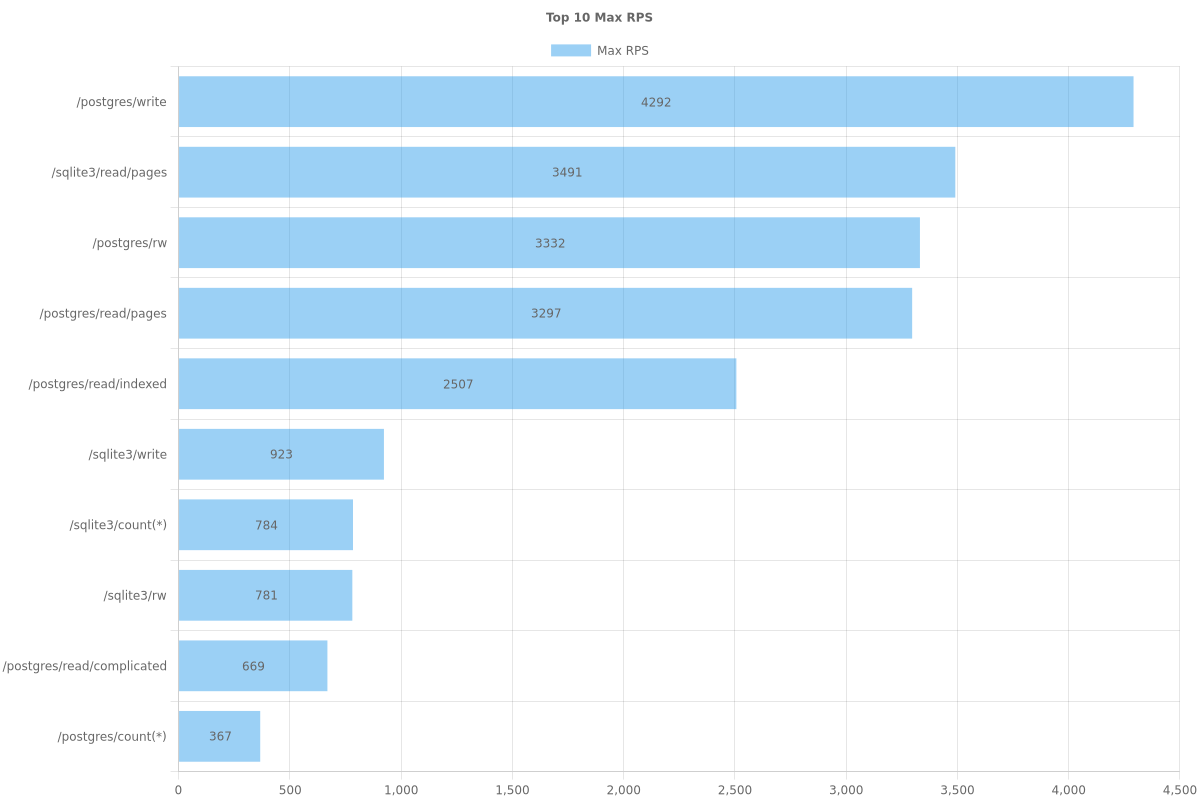 Top 10 Max RPS
Max RPS
/postgres/write 4292
/sqlite3/read/pages 3491
/postgres/rw 3332
/postgres/read/pages 3297
/postgres/read/indexed 2507
/sqlite3/write 923
/sqlite3/count(*) 784
/sqlite3/rw 781
/postgres/read/complicated 669
/postgres/count(*) 367
0 500 1,000 1,500 2,000 2,500 3,000 3,500 4,000 4,500